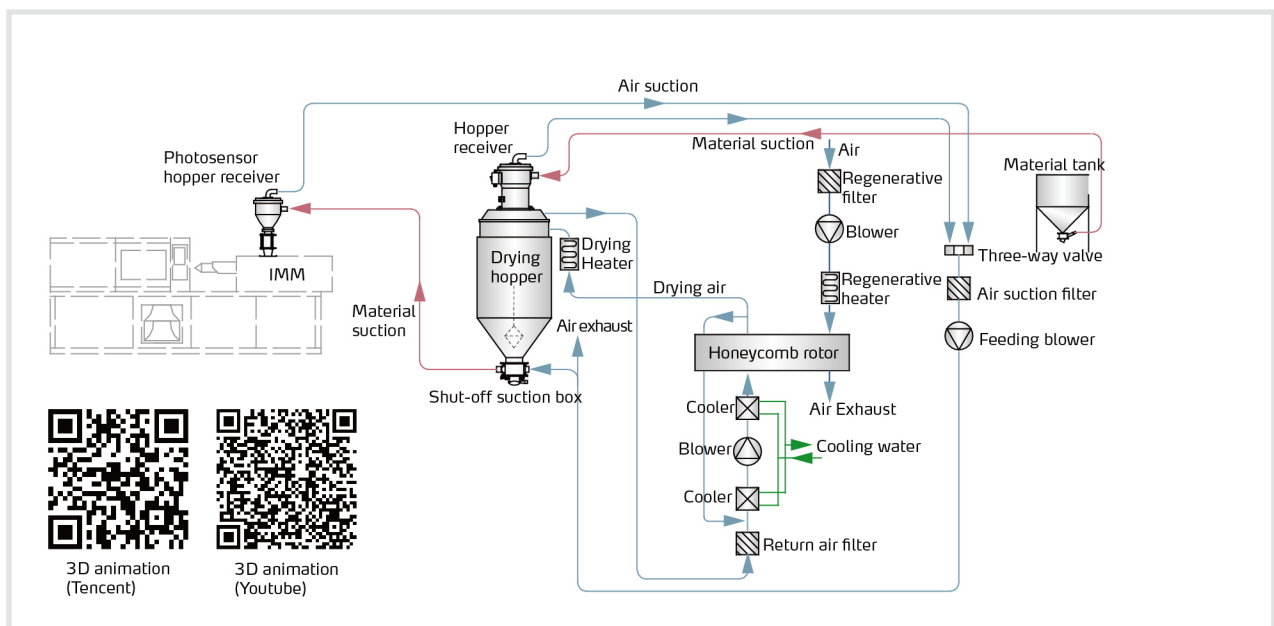 Air suction
Hopper
receiver
Material suction
Air
Photosensor
hopper receiver
Material tank
Regenerative
filter
Blower
Drying
Heater
Drying
hopper
Three-way valve
IMM
Drying air
Regenerative
heater
Air suction filter
Material
suction
Air exhaust
Feeding blower
Honeycomb rotor
Shut-off suction box
Cooler
Air Exhaust
Blower
Cooling water
Cooler
Return air filter
3D animation
(Tencent)
3D animation
(Youtube)